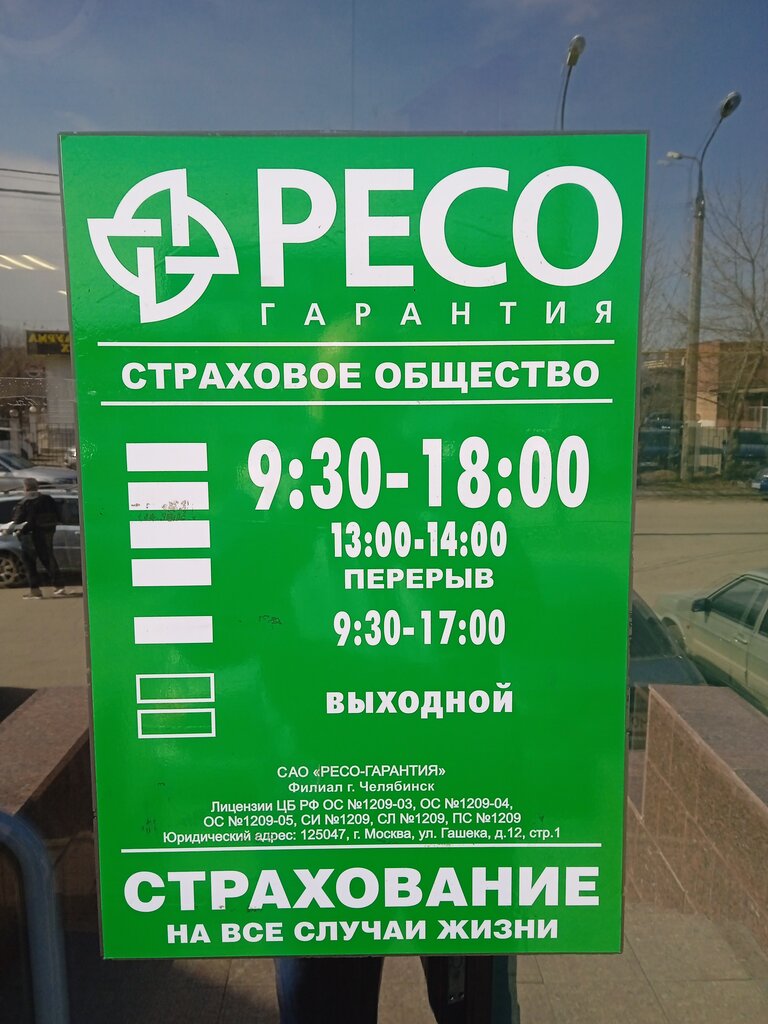 РЕСО
ГАРАНТИЯ
СТРАХОВОЕ ОБЩЕСТВО
9:30-18:00
13:00-14:00
ПЕРЕРЫВ
9:30-17:00
ВЫХОДНОЙ
САО «РЕСО-ГАРАНТИЯ»
Филиал г. Челябинск
Лицензии ЦБ РФ ОС №1209-03, ОС №1209-04,
ОС №1209-05, СИ №1209, СЛ №1209, ПС №1209
Юридический адрес: 125047, г. Москва, ул. Гашека, д.12, стр.1
СТРАХОВАНИЕ
НА ВСЕ СЛУЧАИ ЖИЗНИ